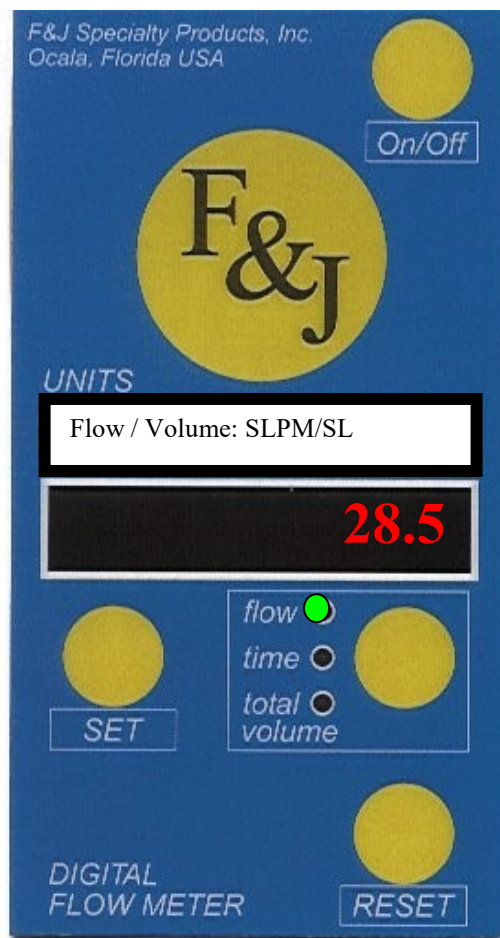 F&J Specialty Products, Inc.
Ocala, Florida USA
On/Off
F&J
UNITS
Flow / Volume: SLPM/SL
28.5
flow
time
total
volume
SET
DIGITAL
FLOW METER
RESET